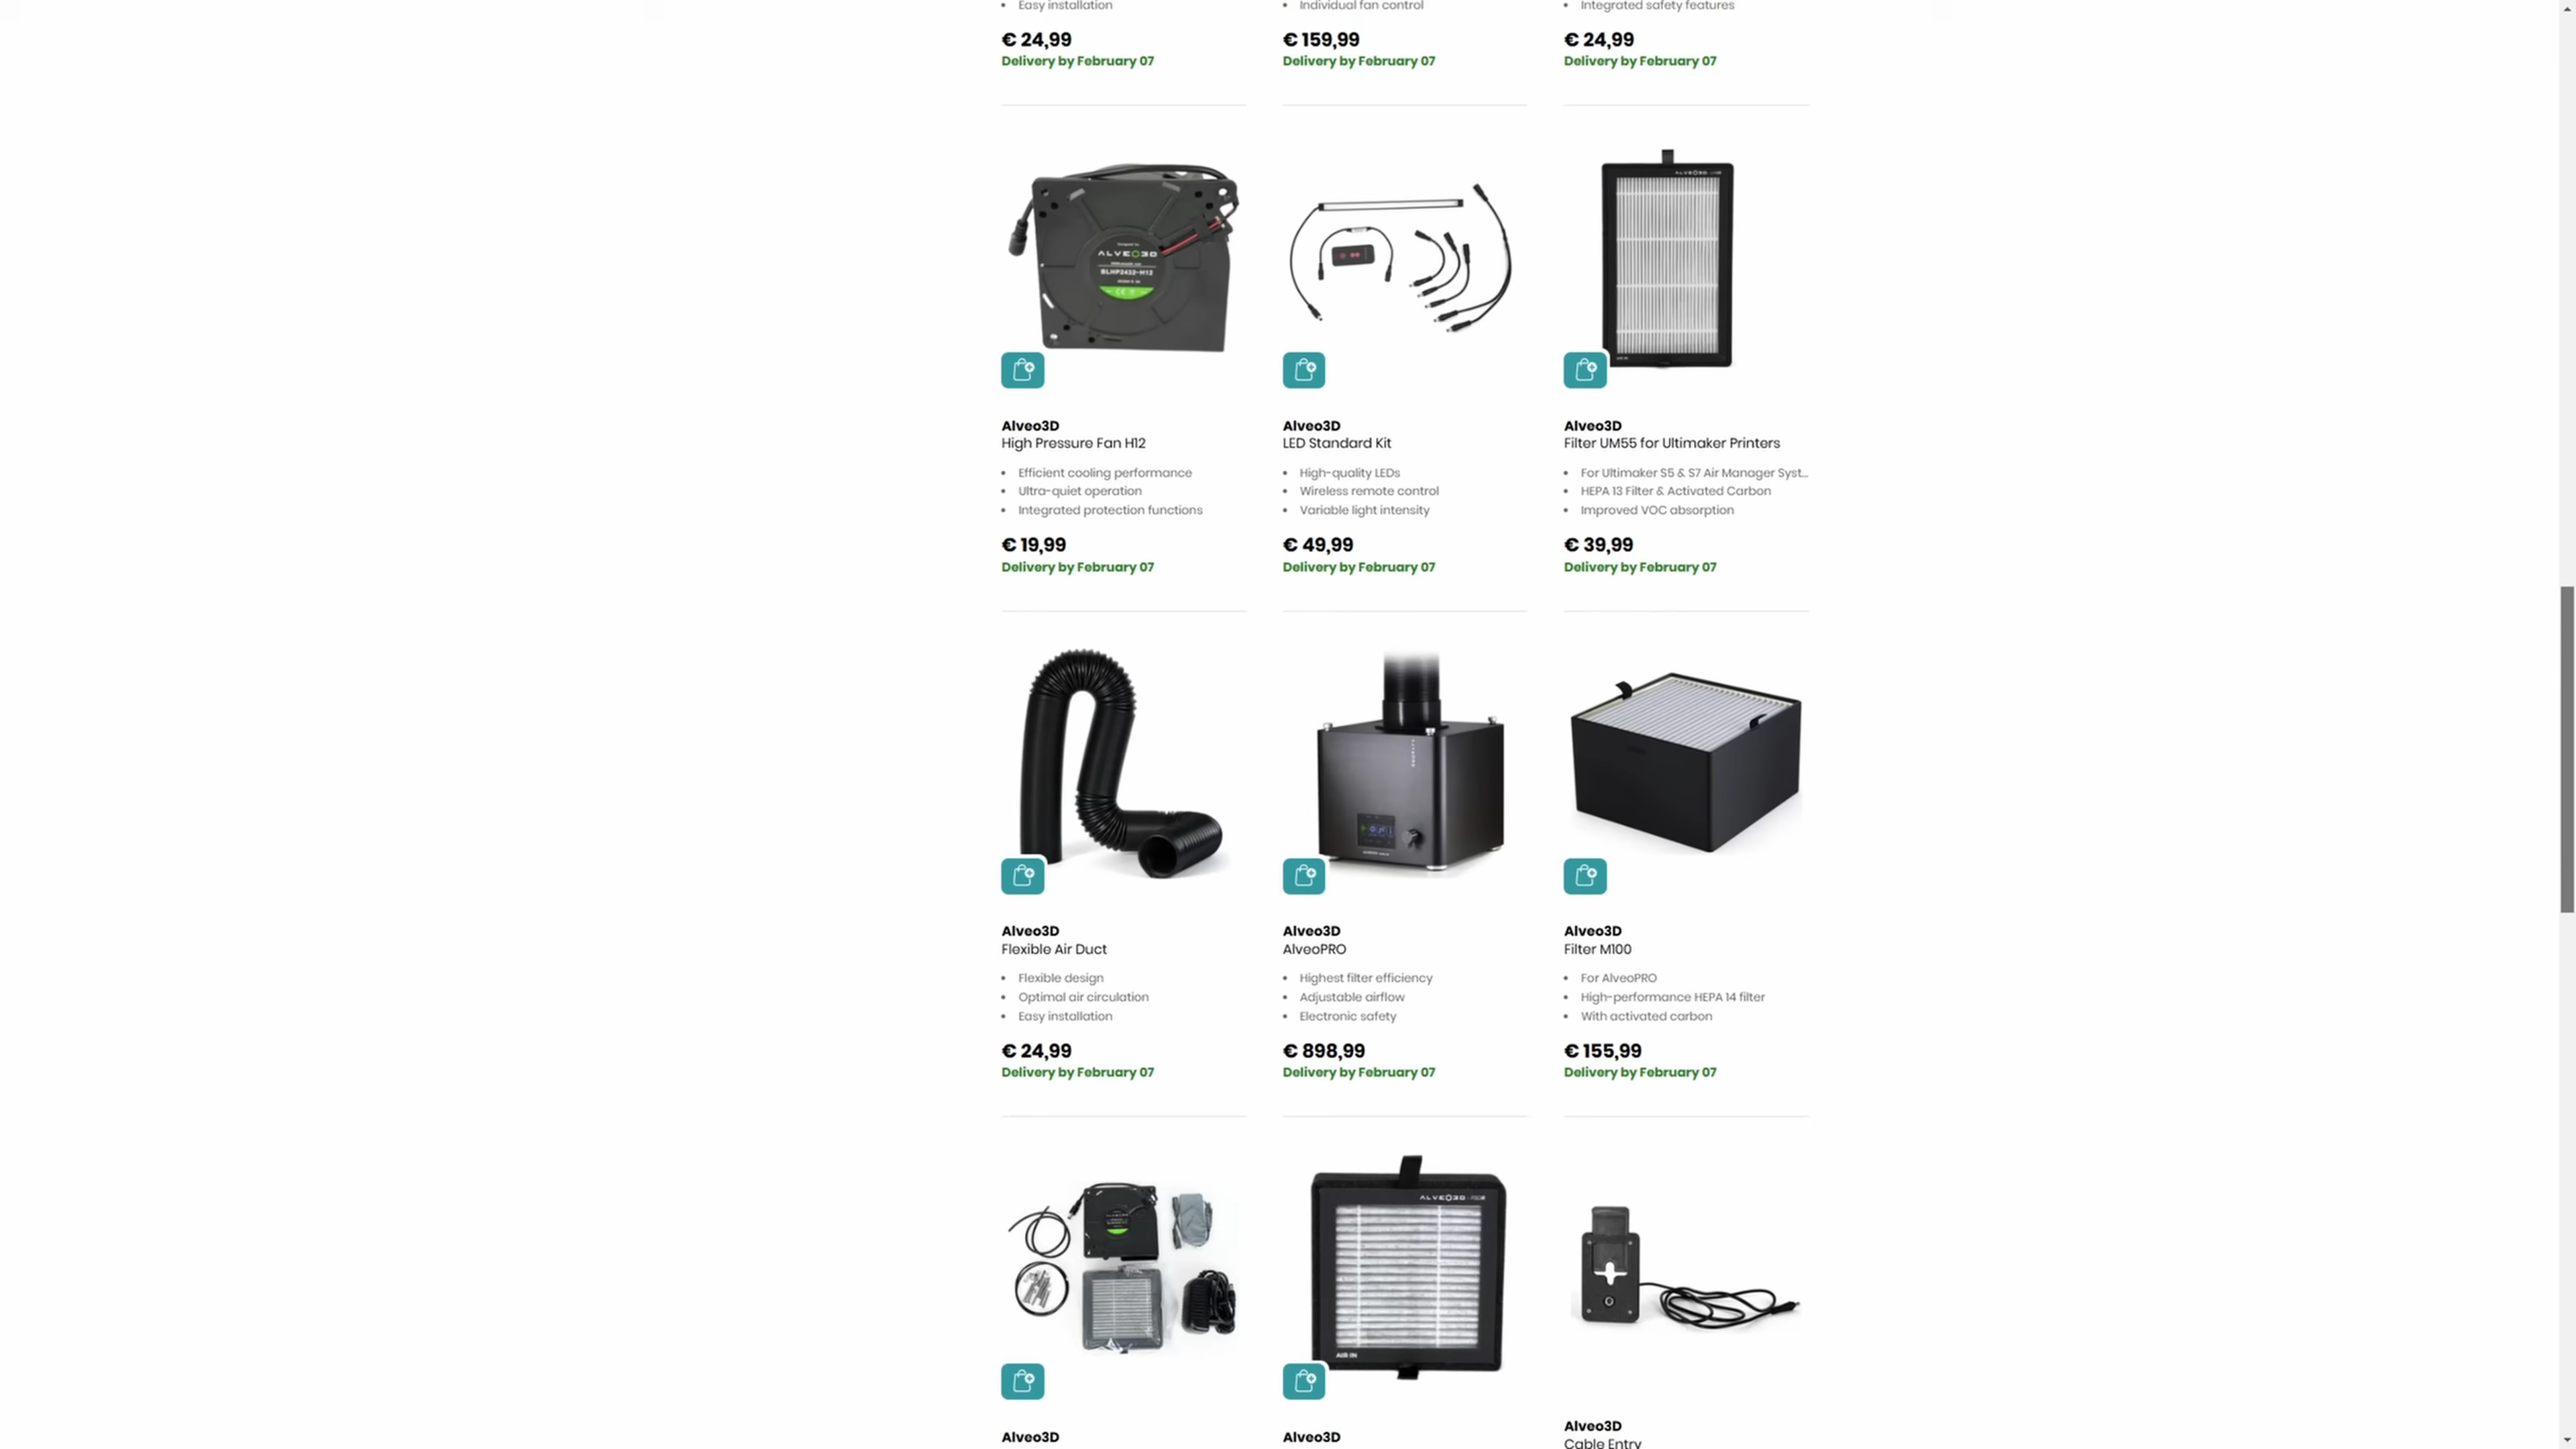 Easy installation
€ 24,99
Delivery by February 07
Individual fan control
€ 159,99
Delivery by February 07
Integrated safety features
€ 24,99
Delivery by February 07
ALVEO3D
BLHP2432-H12
Alveo3D
High Pressure Fan H12
Efficient cooling performance
Ultra-quiet operation
Integrated protection functions
€ 19,99
Delivery by February 07
Alveo3D
LED Standard Kit
High-quality LEDs
Wireless remote control
Variable light intensity
€ 49,99
Delivery by February 07
ALVEO3D
Alveo3D
Filter UM55 for Ultimaker Printers
For Ultimaker S5 & S7 Air Manager Syst...
HEPA 13 Filter & Activated Carbon
Improved VOC absorption
€ 39,99
Delivery by February 07
Alveo3D
Flexible Air Duct
Flexible design
Optimal air circulation
Easy installation
€ 24,99
Delivery by February 07
Alveo3D
AlveoPRO
Highest filter efficiency
Adjustable airflow
Electronic safety
€ 898,99
Delivery by February 07
Alveo3D
Filter M100
For AlveoPRO
High-performance HEPA 14 filter
With activated carbon
€ 155,99
Delivery by February 07
Alveo3D
ALVEO3D
AIR IN
Alveo3D
Alveo3D
Cable Entry